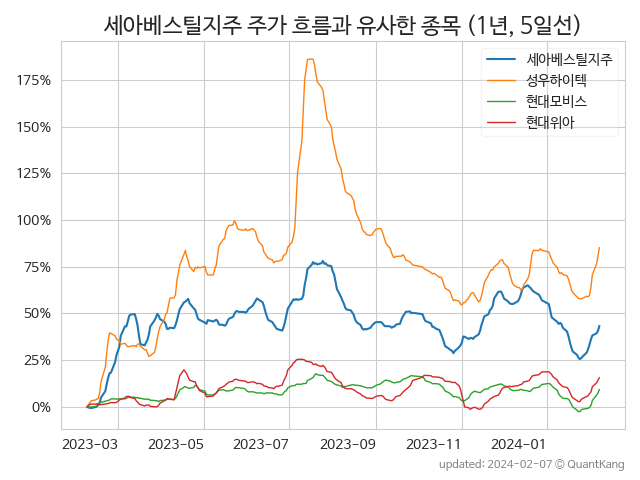 세아베스틸지주 주가 흐름과 유사한 종목 (1년, 5일선)
세아베스틸지주
성우하이텍
현대모비스
현대위아
175%
150%
125%
100%
75%
50%
25%
0%
2023-03 2023-05 2023-07 2023-09 2023-11 2024-01
updated: 2024-02-07 © QuantKang